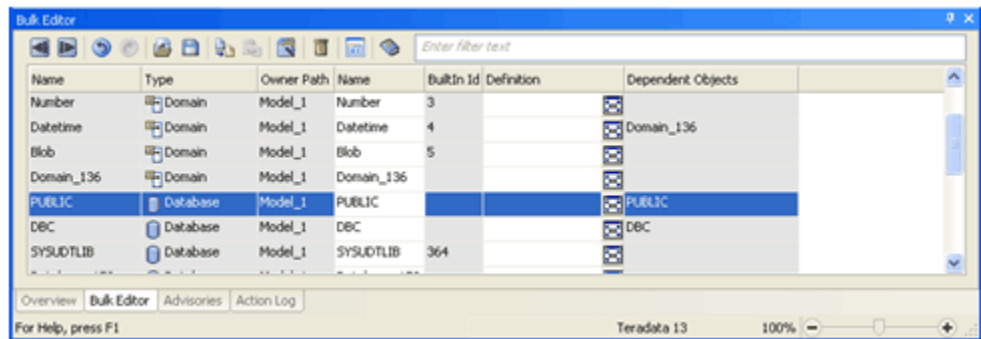 Bulk Editor
Enter filter text
Name Type Owner Path Name BuiltIn Id Definition Dependent Objects
Number Domain Model_1 Number 3
Datetime Domain Model_1 Datetime 4 Domain_136
Blob Domain Model_1 Blob 5
Domain_136 Domain Model_1 Domain_136
PUBLIC Database Model_1 PUBLIC PUBLIC
DBC Database Model_1 DBC DBC
SYSUDTLIB Database Model_1 SYSUDTLIB 364
Overview Bulk Editor Advisories Action Log
For Help, press F1 Teradata 13 100%